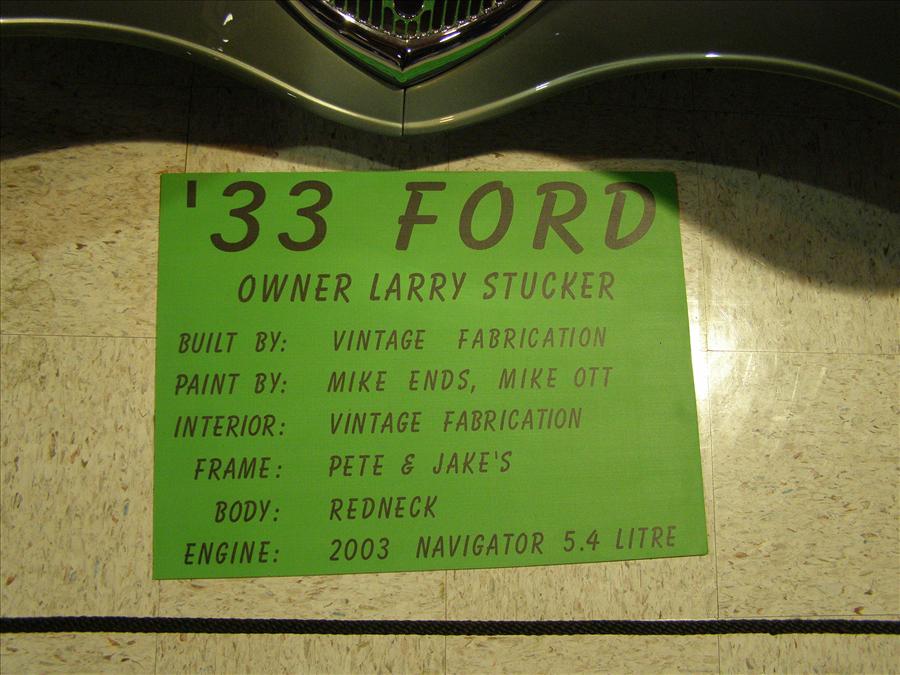 '33 FORD
OWNER LARRY STUCKER
BUILT BY: VINTAGE FABRICATION
PAINT BY: MIKE ENDS, MIKE OTT
INTERIOR: VINTAGE FABRICATION
FRAME: PETE & JAKE'S
BODY: REDNECK
ENGINE: 2003 NAVIGATOR 5.4 LITRE